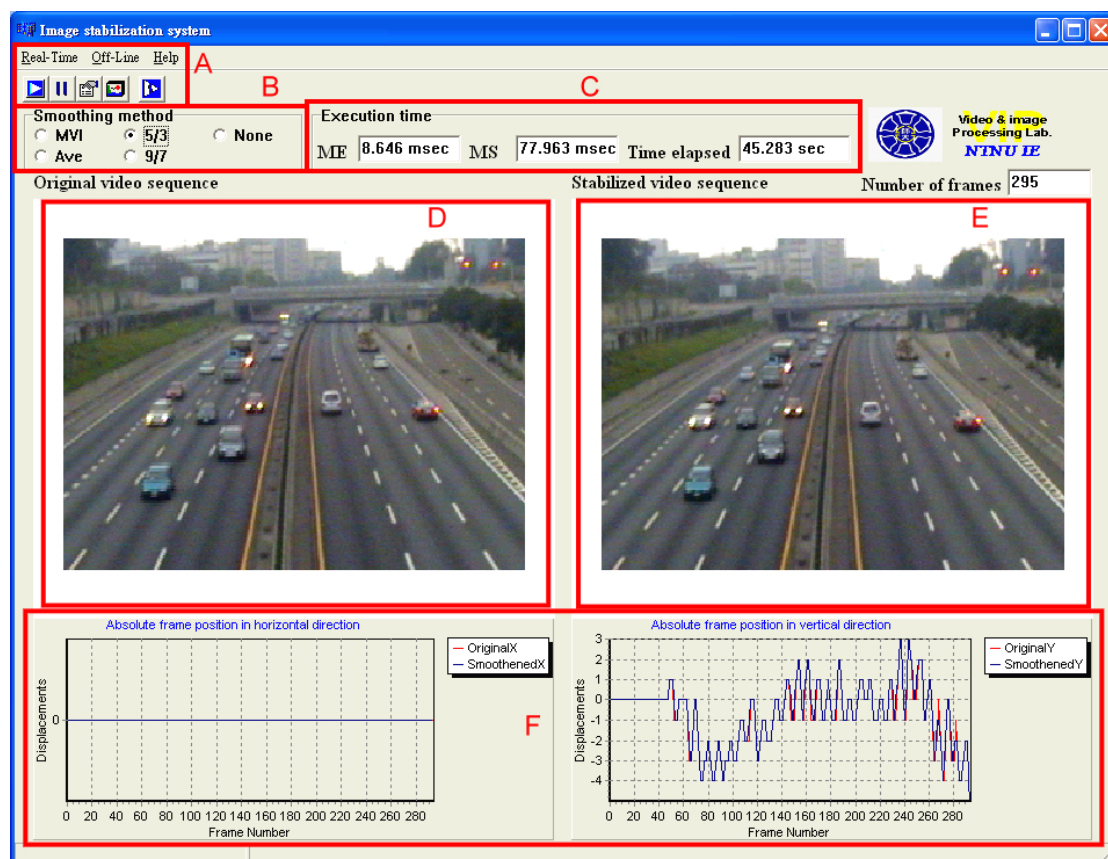 Image stabilization system
Real-Time Off-Line Help
A
B
C
Smoothing method
MVI 5/3 None
Ave 9/7
Execution time
ME 8.646 msec MS 77.963 msec Time elapsed 45.283 sec
Video & image
Processing Lab.
NTNU IE
Original video sequence
Stabilized video sequence
Number of frames 295
D
E
Absolute frame position in horizontal direction
OriginalX
SmoothenedX
Displacements
0
0 20 40 60 80 100 120 140 160 180 200 220 240 260 280
Frame Number
F
Absolute frame position in vertical direction
OriginalY
SmoothenedY
Displacements
3
2
1
0
-1
-2
-3
-4
0 20 40 60 80 100 120 140 160 180 200 220 240 260 280
Frame Number